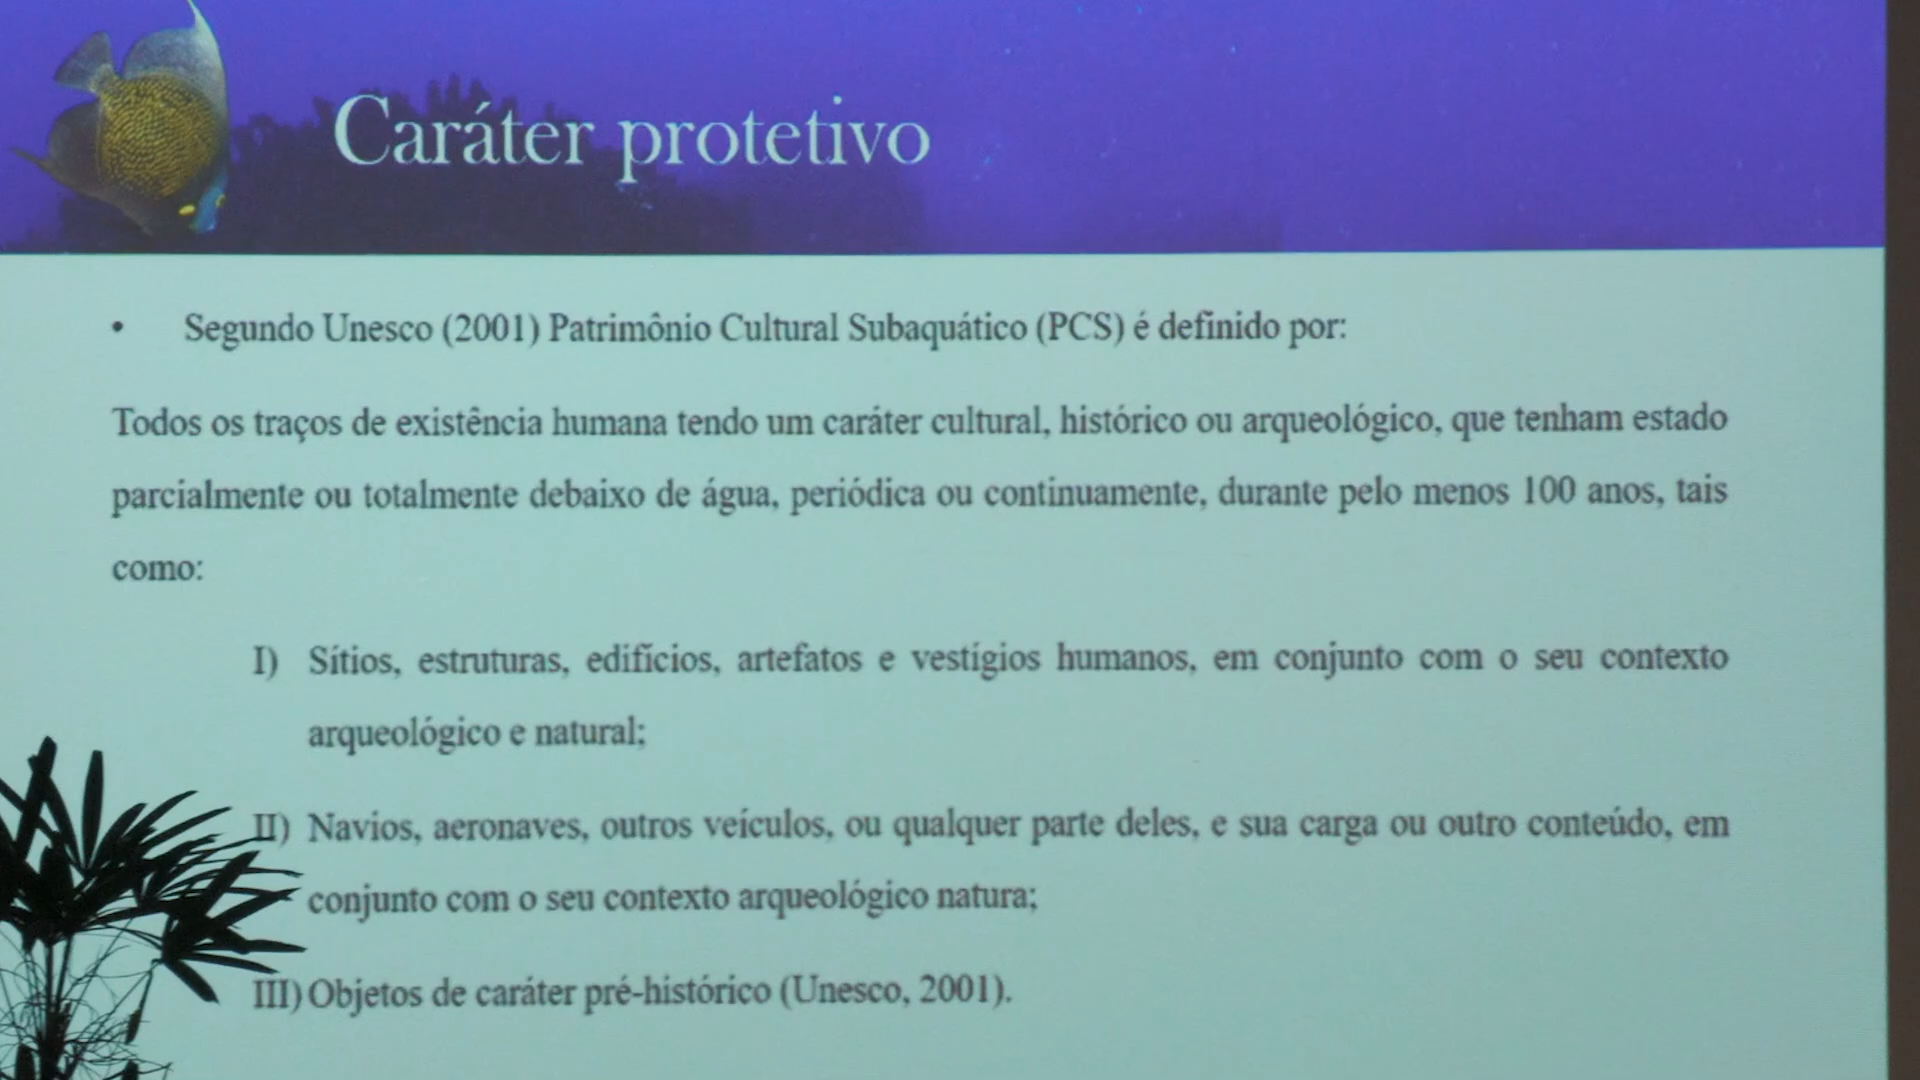 Caráter protetivo
• Segundo Unesco (2001) Patrimônio Cultural Subaquático (PCS) é definido por:
Todos os traços de existência humana tendo um caráter cultural, histórico ou arqueológico, que tenham estado
parcialmente ou totalmente debaixo de água, periódica ou continuamente, durante pelo menos 100 anos, tais
como:
I) Sítios, estruturas, edifícios, artefatos e vestígios humanos, em conjunto com o seu contexto
arqueológico e natural;
II) Navios, aeronaves, outros veículos, ou qualquer parte deles, e sua carga ou outro conteúdo, em
conjunto com o seu contexto arqueológico natura;
III) Objetos de caráter pré-histórico (Unesco, 2001).